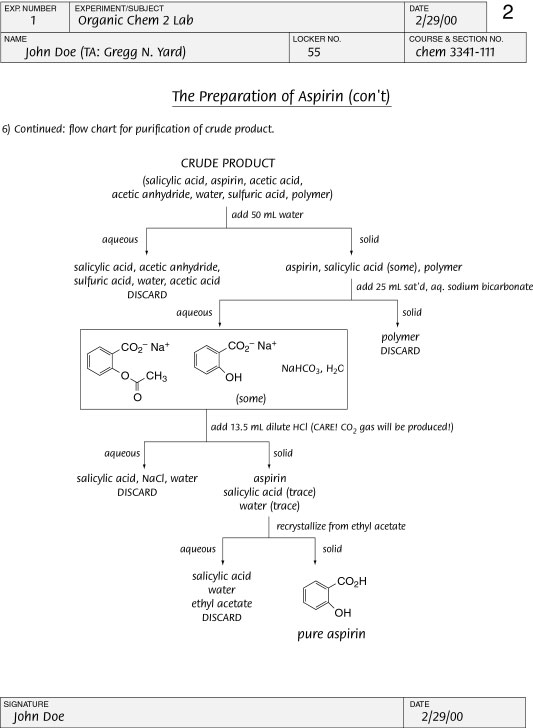 EXP. NUMBER EXPERIMENT/SUBJECT DATE 2
1 Organic Chem 2 Lab 2/29/00
NAME LOCKER NO. COURSE & SECTION NO.
John Doe (TA: Gregg N. Yard) 55 chem 3341-111
The Preparation of Aspirin (con't)
6) Continued: flow chart for purification of crude product.
CRUDE PRODUCT
(salicylic acid, aspirin, acetic acid,
acetic anhydride, water, sulfuric acid, polymer)
add 50 mL water
aqueous solid
salicylic acid, acetic anhydride,
sulfuric acid, water, acetic acid
DISCARD
aspirin, salicylic acid (some), polymer
add 25 mL sat'd, aq. sodium bicarbonate
aqueous solid
polymer
DISCARD
CO₂⁻ Na⁺
O CH₃
O
CO₂⁻ Na⁺
OH
(some)
NaHCO₃, H₂O
add 13.5 mL dilute HCl (CARE! CO₂ gas will be produced!)
aqueous solid
salicylic acid, NaCl, water
DISCARD
aspirin
salicylic acid (trace)
water (trace)
recrystallize from ethyl acetate
aqueous solid
salicylic acid
water
ethyl acetate
DISCARD
CO₂H
OH
pure aspirin
SIGNATURE DATE
John Doe 2/29/00